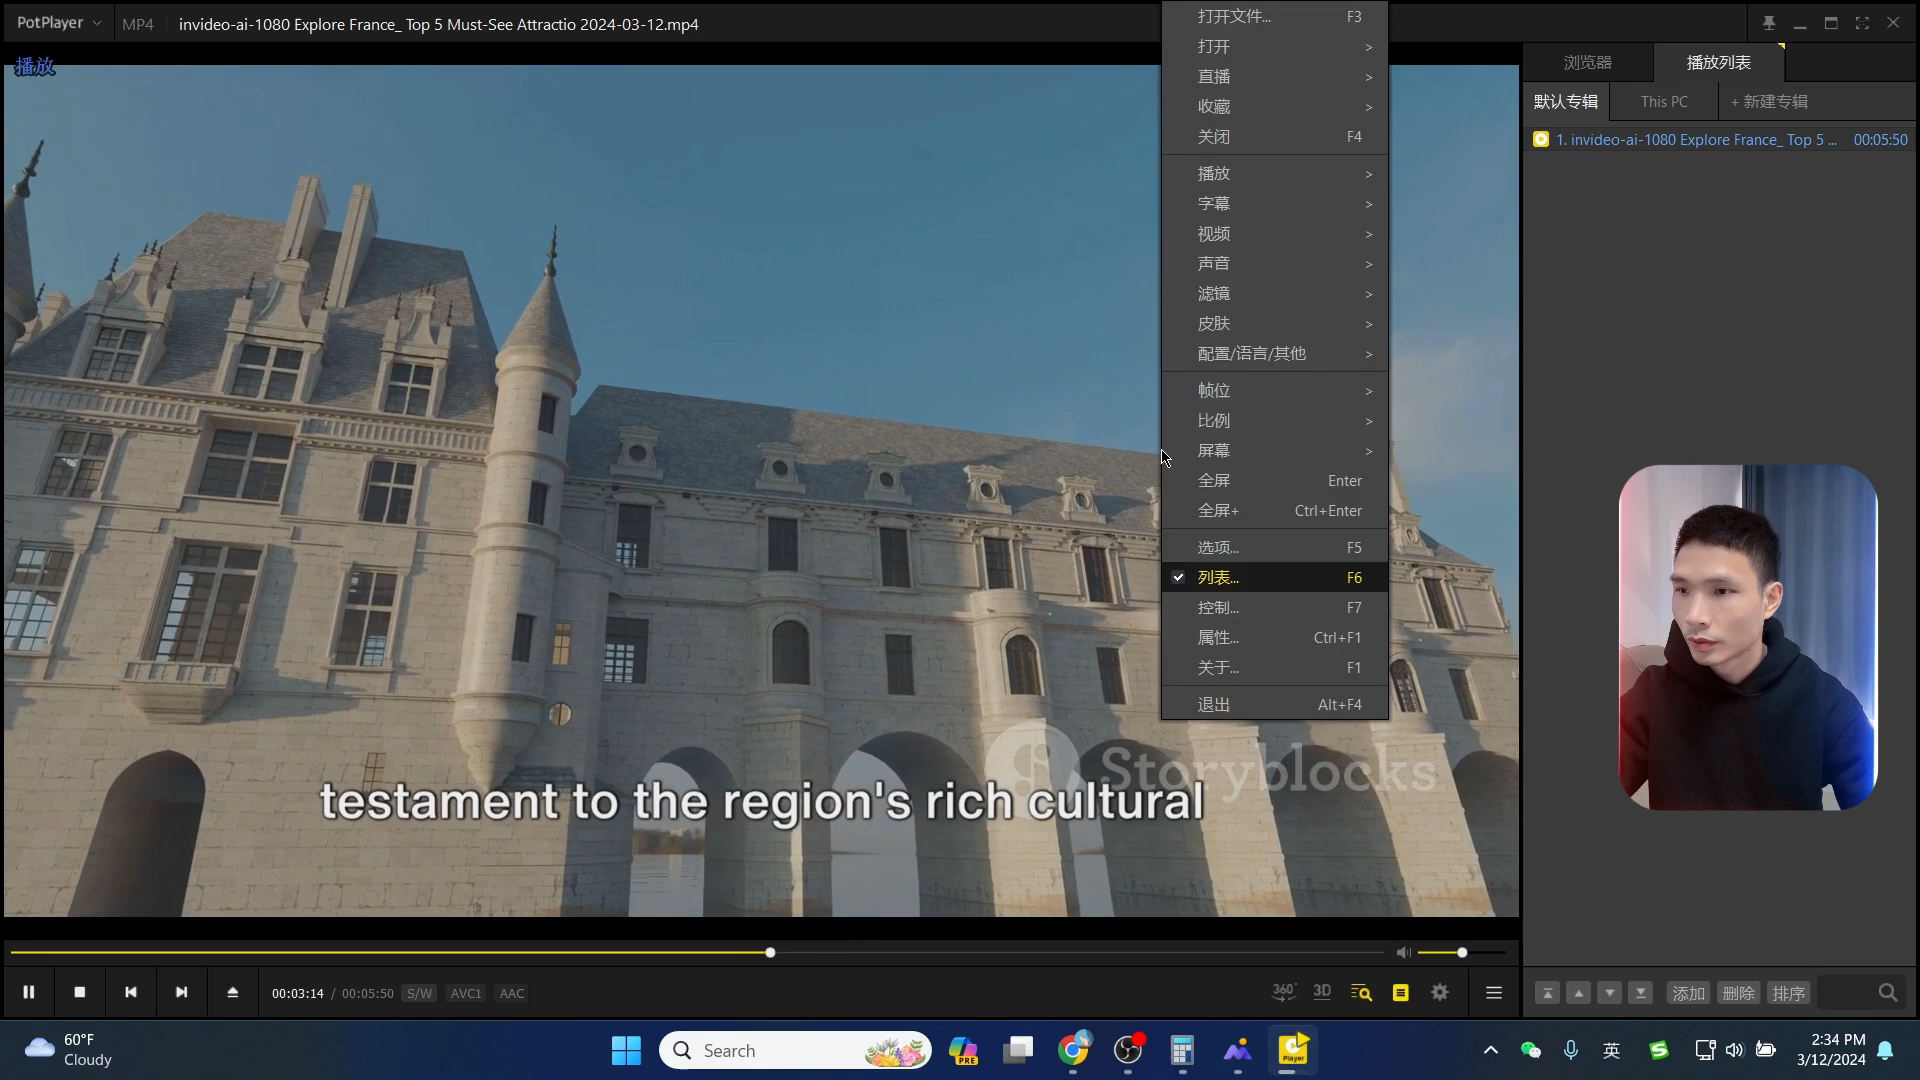 PotPlayer
MP4
invideo-ai-1080 Explore France_ Top 5 Must-See Attractio 2024-03-12.mp4
播放
打开文件... F3
打开 >
直播 >
收藏 >
关闭 F4
播放 >
字幕 >
视频 >
声音 >
滤镜 >
皮肤 >
配置/语言/其他 >
帧位 >
比例 >
屏幕 >
全屏 Enter
全屏+ Ctrl+Enter
选项... F5
列表... F6
控制... F7
属性... Ctrl+F1
关于... F1
退出 Alt+F4
浏览器 播放列表
默认专辑 This PC + 新建专辑
1. invideo-ai-1080 Explore France_ Top 5 ... 00:05:50
Storyblocks
testament to the region's rich cultural
00:03:14 / 00:05:50 S/W AVC1 AAC
360° 3D
添加 删除 排序
60°F
Cloudy
Search
PRE
Player
英
S
2:34 PM
3/12/2024